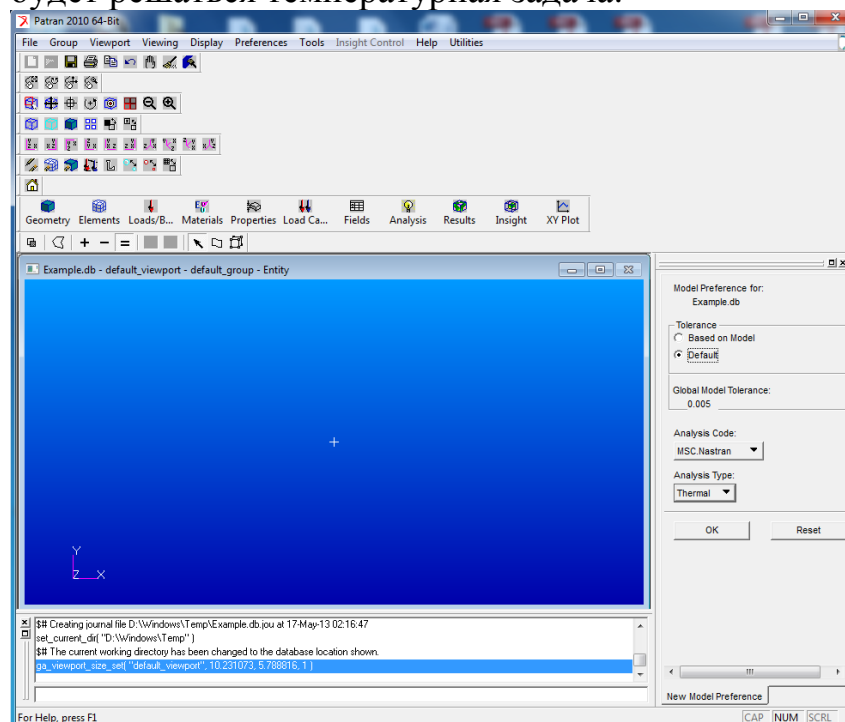 будет решаться температурная задача.
Patran 2010 64-Bit
File Group Viewport Viewing Display Preferences Tools Insight Control Help Utilities
Geometry Elements Loads/B... Materials Properties Load Ca... Fields Analysis Results Insight XY Plot
Example.db - default_viewport - default_group - Entity
Y
Z X
Model Preference for:
Example.db
Tolerance
Based on Model
Default
Global Model Tolerance:
0.005
Analysis Code:
MSC.Nastran
Analysis Type:
Thermal
OK Reset
New Model Preference
$# Creating journal file D:\Windows\Temp\Example.db.jou at 17-May-13 02:16:47
set_current_dir( "D:\Windows\Temp" )
$# The current working directory has been changed to the database location shown.
ga_viewport_size_set( "default_viewport", 10.231073, 5.788816, 1 )
For Help, press F1
CAP NUM SCRL